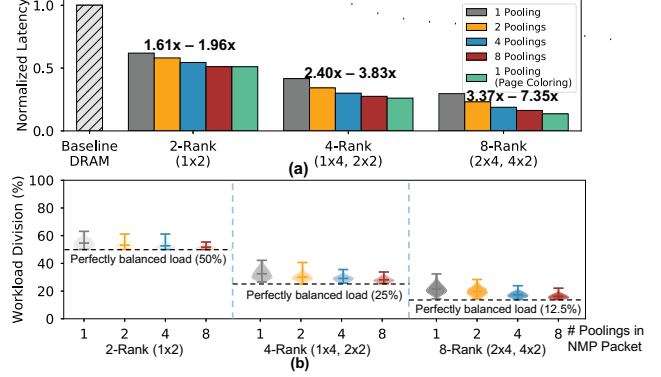 Normalized Latency
1.0
0.5
0.0
1 Pooling
2 Poolings
4 Poolings
8 Poolings
1 Pooling
(Page Coloring)
1.61x – 1.96x
2.40x – 3.83x
3.37x – 7.35x
Baseline
DRAM
2-Rank
(1x2)
4-Rank
(1x4, 2x2)
8-Rank
(2x4, 4x2)
(a)
Workload Division (%)
100
80
60
40
20
0
Perfectly balanced load (50%)
Perfectly balanced load (25%)
Perfectly balanced load (12.5%)
1 2 4 8 1 2 4 8 1 2 4 8
# Poolings in
NMP Packet
2-Rank (1x2) 4-Rank (1x4, 2x2) 8-Rank (2x4, 4x2)
(b)